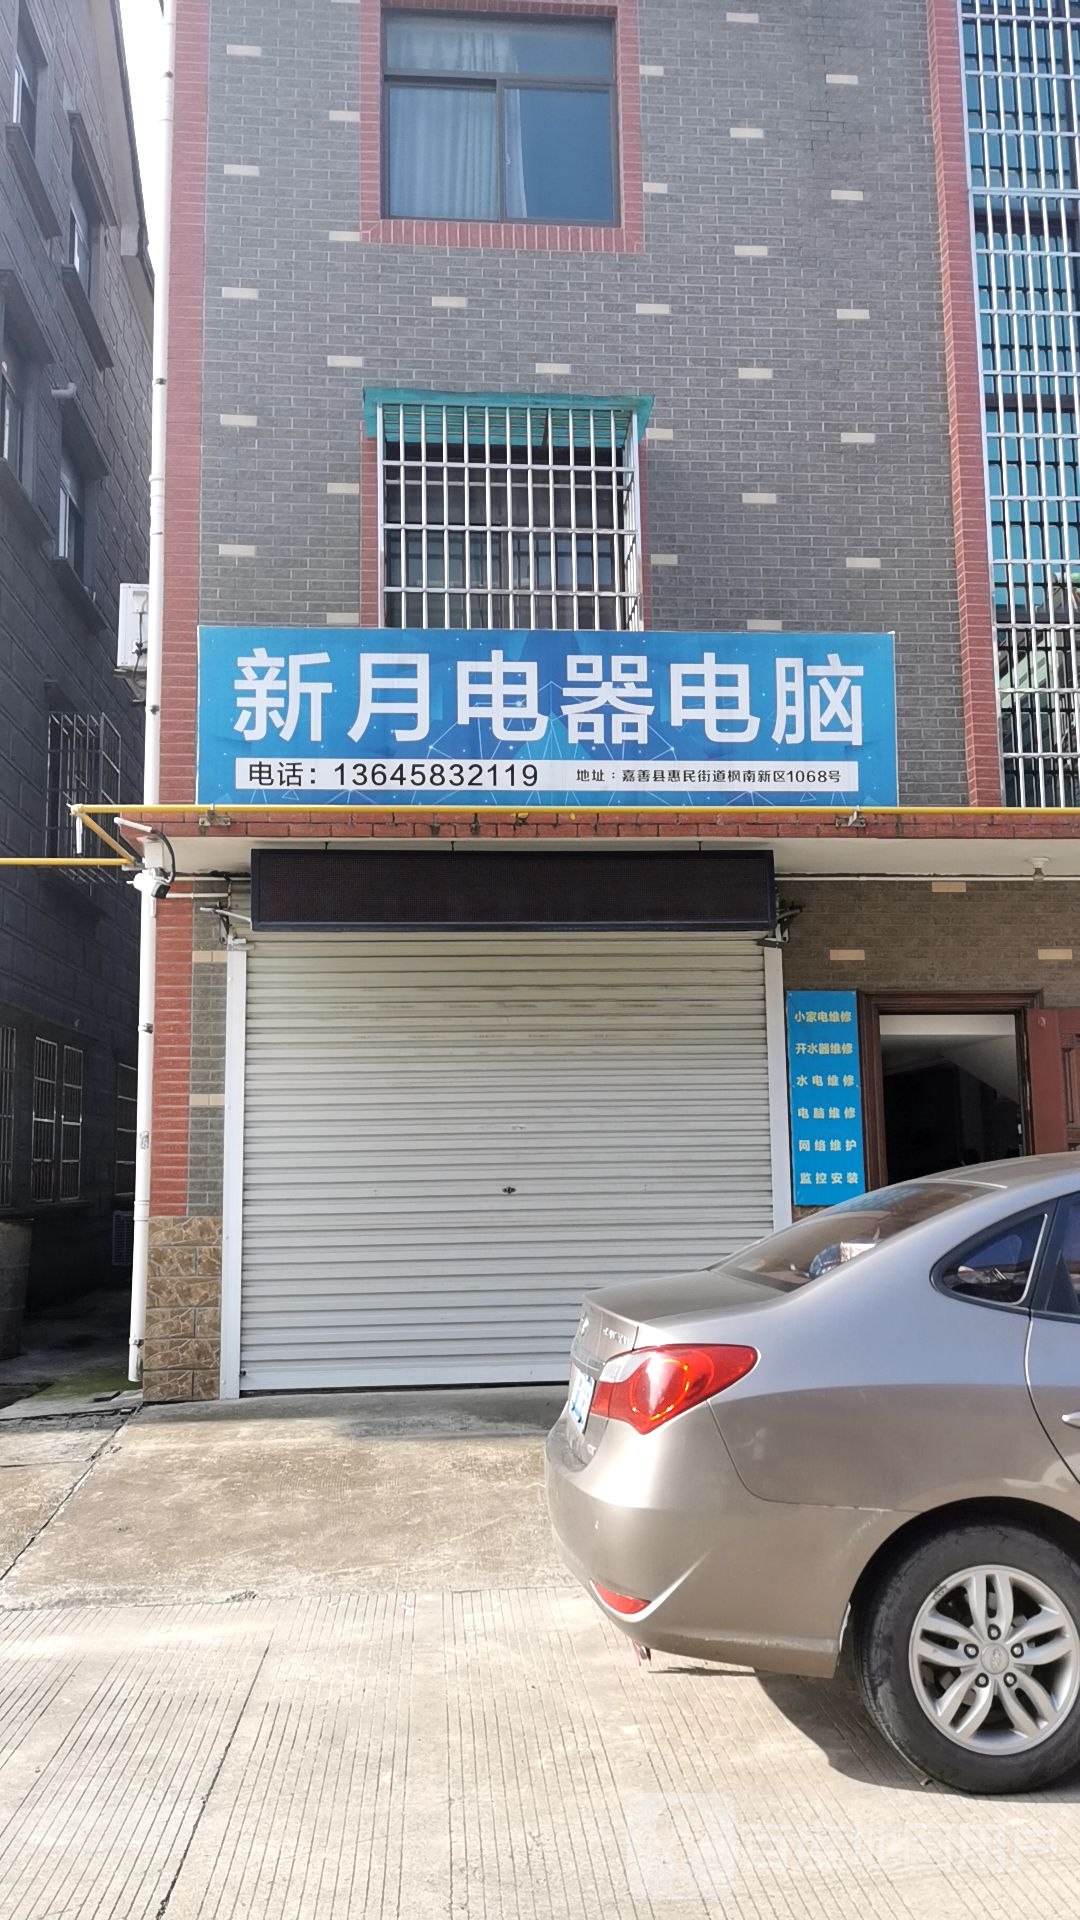 新月电器电脑
电话：13645832119 地址：嘉善县惠民街道枫南新区1068号
小家电维修
开水器维修
水电维修
电脑维修
网络维护
监控安装